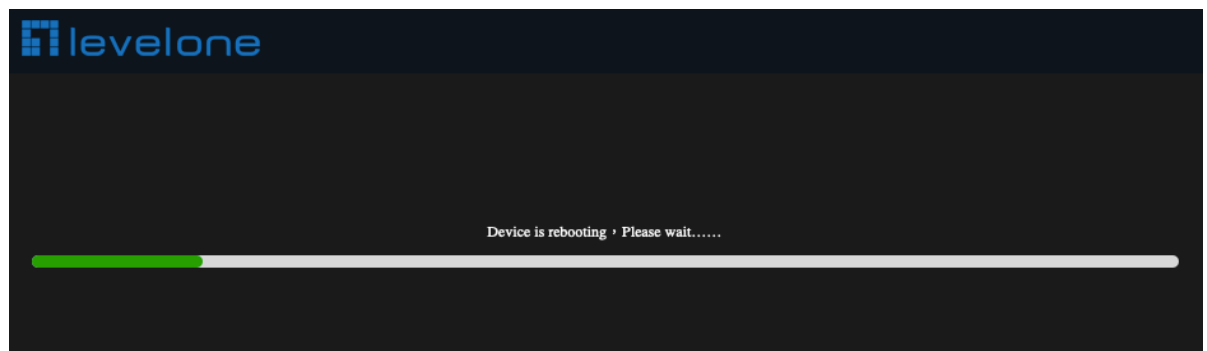 levelone
Device is rebooting，Please wait......